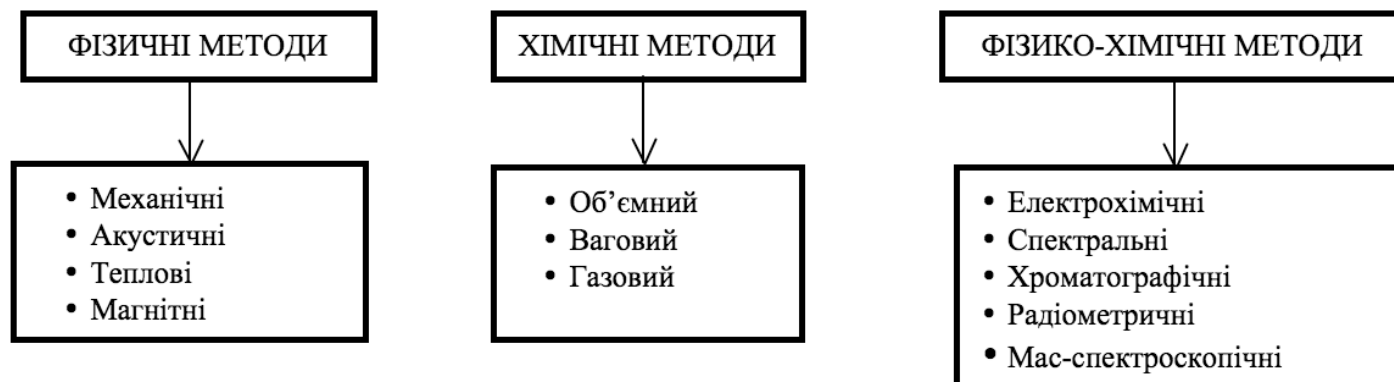 ФІЗИЧНІ МЕТОДИ
• Механічні
• Акустичні
• Теплові
• Магнітні
ХІМІЧНІ МЕТОДИ
• Об’ємний
• Ваговий
• Газовий
ФІЗИКО-ХІМІЧНІ МЕТОДИ
• Електрохімічні
• Спектральні
• Хроматографічні
• Радіометричні
• Мас-спектроскопічні